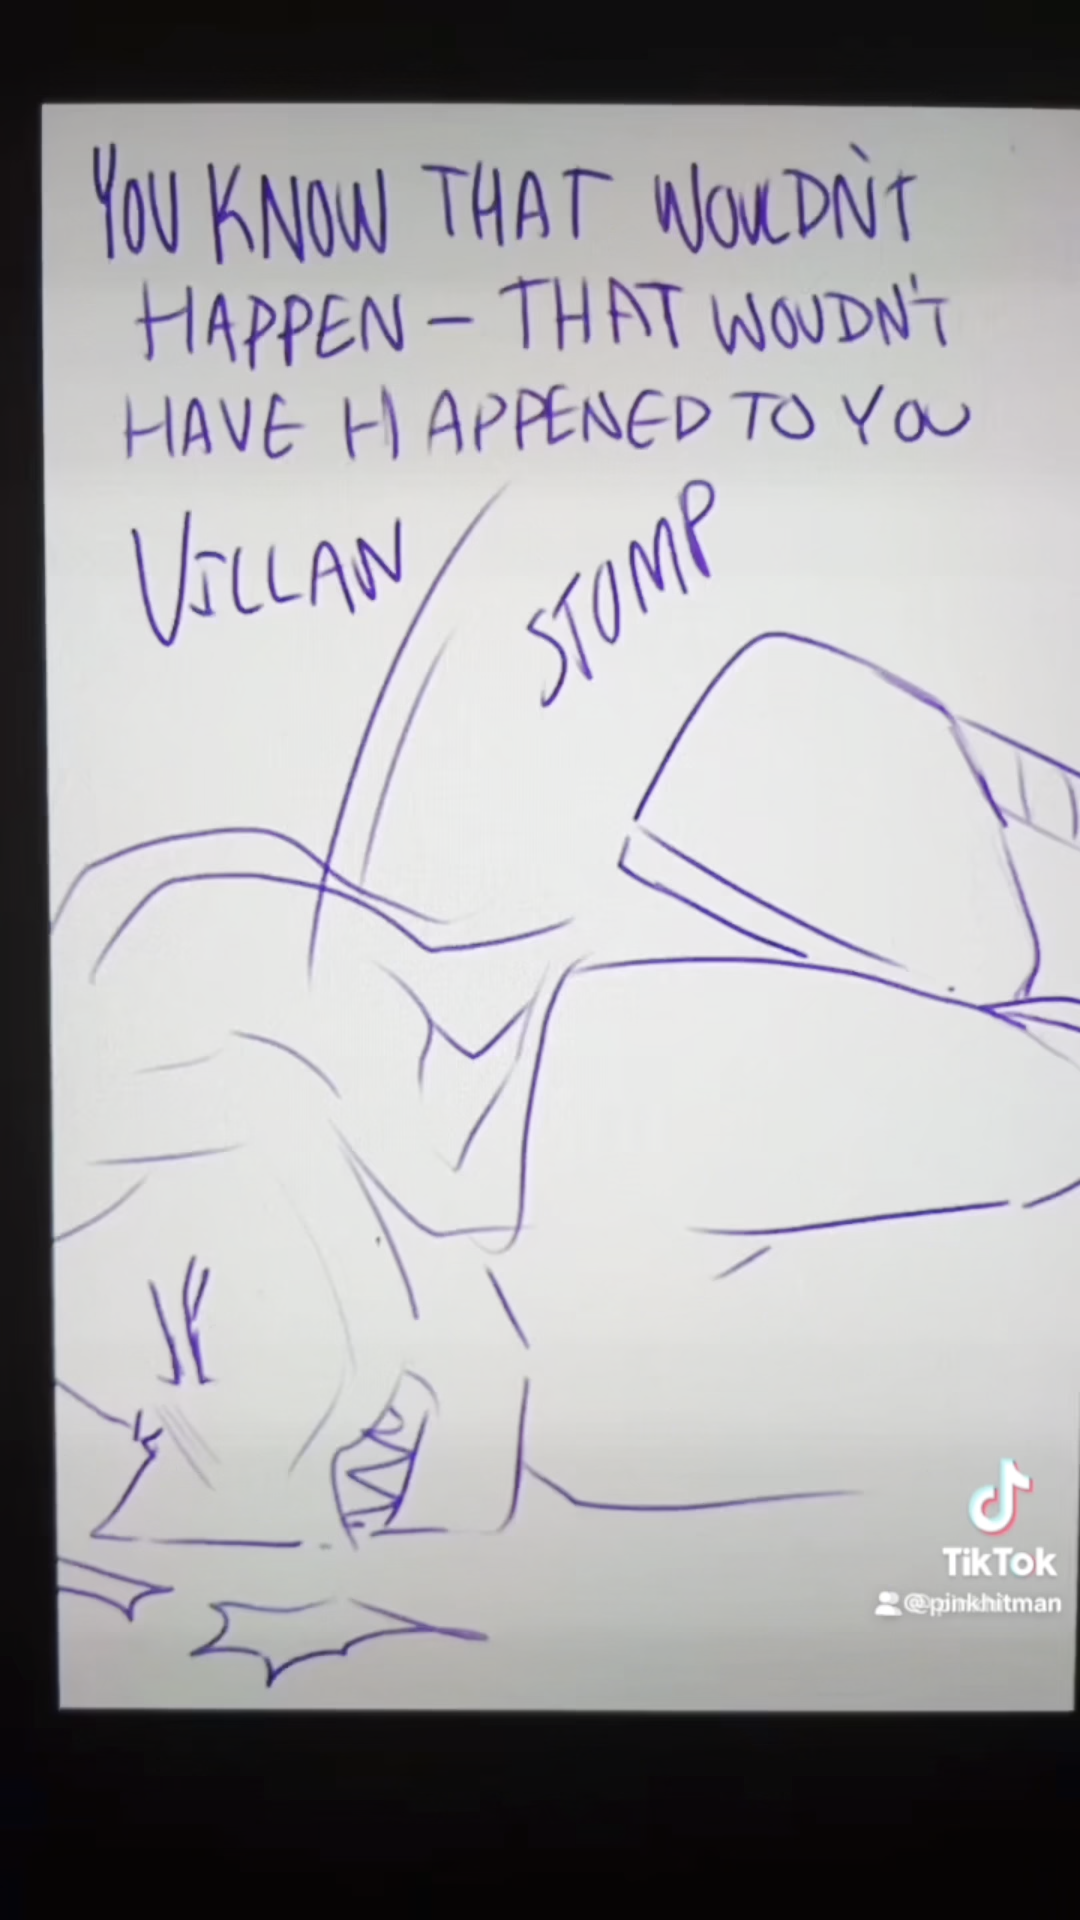 YOU KNOW THAT WOULDN'T
HAPPEN - THAT WOUDN'T
HAVE HAPPENED TO YOU
VILLAN
STOMP
TikTok
@pinkhitman